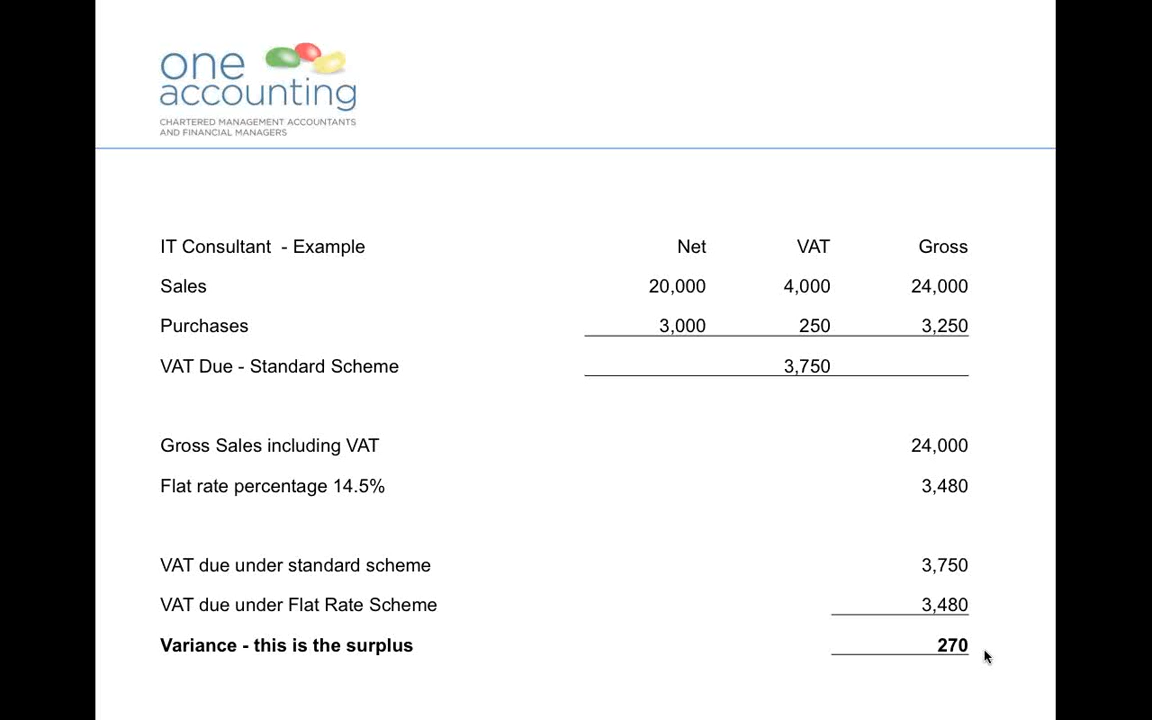 one
accounting
CHARTERED MANAGEMENT ACCOUNTANTS
AND FINANCIAL MANAGERS
IT Consultant - Example Net VAT Gross
Sales 20,000 4,000 24,000
Purchases 3,000 250 3,250
VAT Due - Standard Scheme 3,750
Gross Sales including VAT 24,000
Flat rate percentage 14.5% 3,480
VAT due under standard scheme 3,750
VAT due under Flat Rate Scheme 3,480
Variance - this is the surplus 270